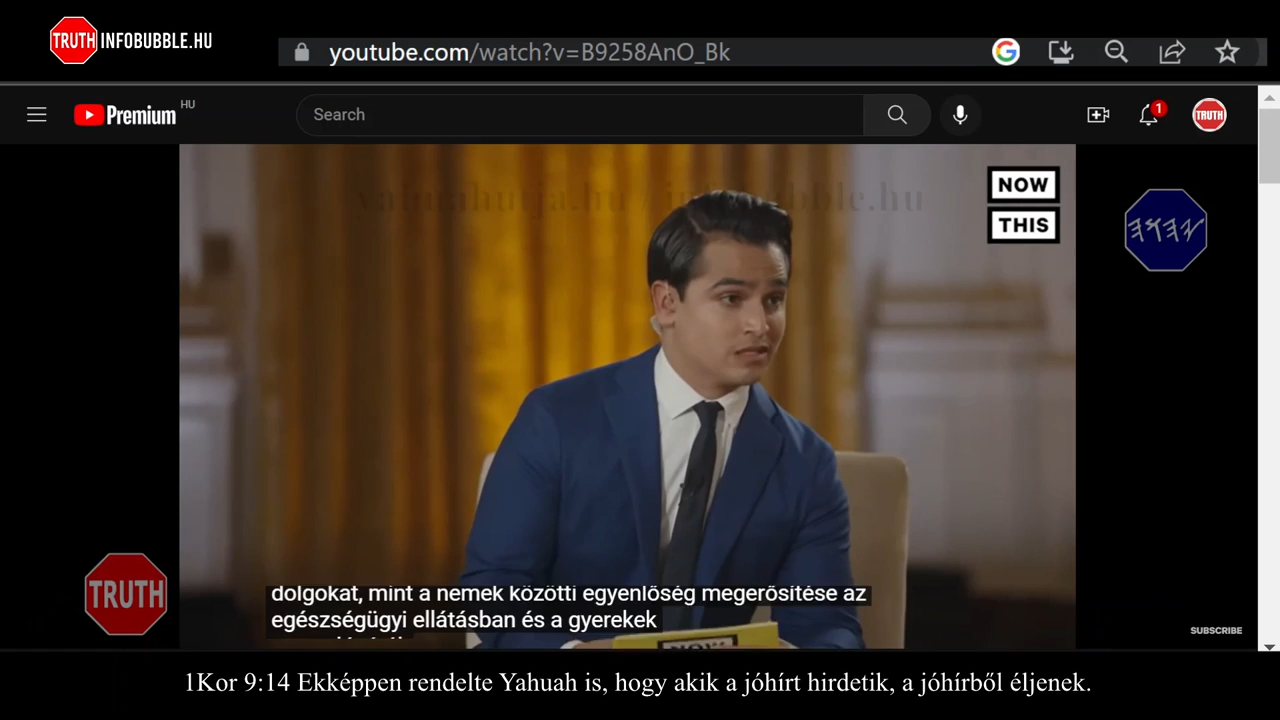 TRUTH INFOBUBBLE.HU
youtube.com/watch?v=B9258AnO_Bk
Premium HU
Search
1
TRUTH
NOW
THIS
𐤉𐤄𐤅𐤄
TRUTH
dolgokat, mint a nemek közötti egyenlőség megerősítése az
egészségügyi ellátásban és a gyerekek
SUBSCRIBE
1Kor 9:14 Ekképpen rendelte Yahuah is, hogy akik a jóhírt hirdetik, a jóhírből éljenek.